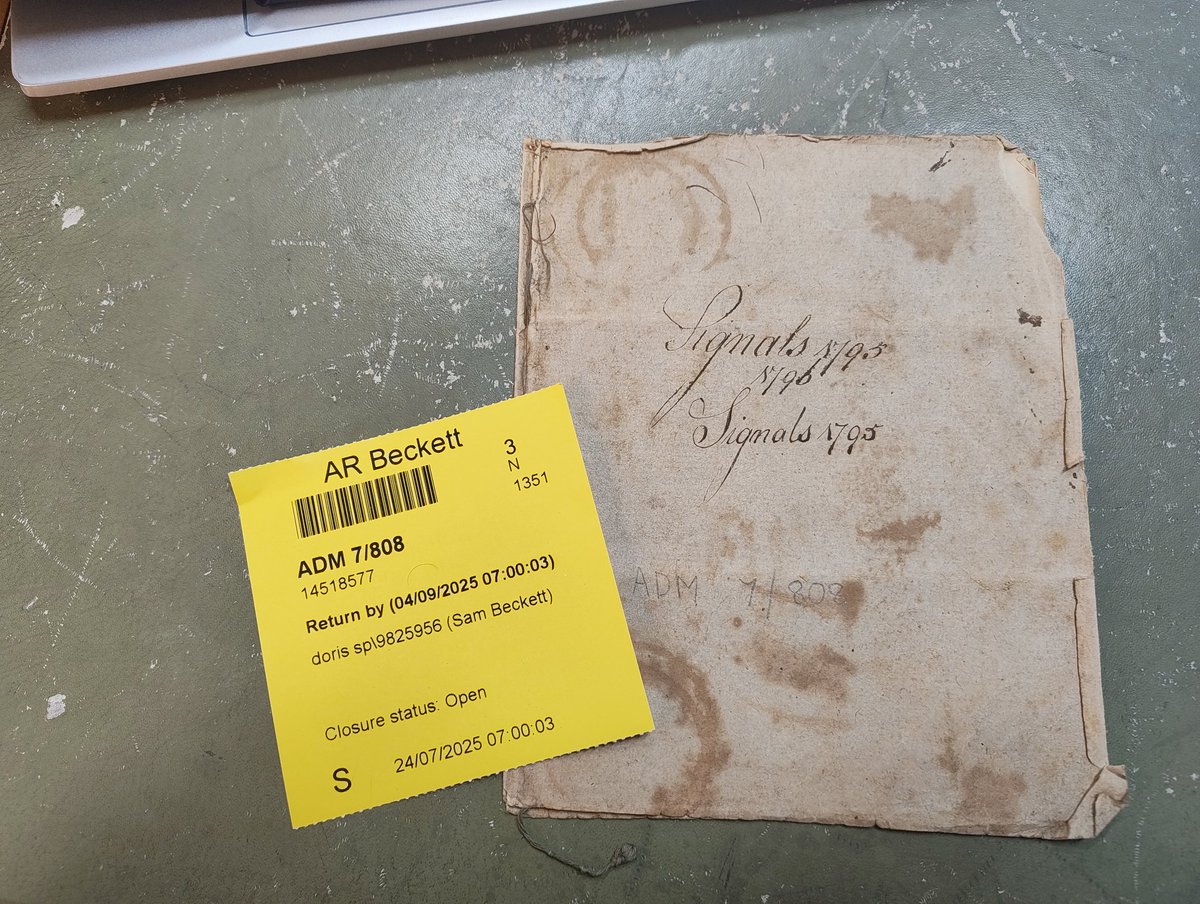 AR Beckett
3
N
1351
ADM 7/808
14518577
Return by (04/09/2025 07:00:03)
doris sp\9825956 (Sam Beckett)
Closure status: Open
S
24/07/2025 07:00:03
Signals 1795
1796
Signals 1795
ADM 7/808